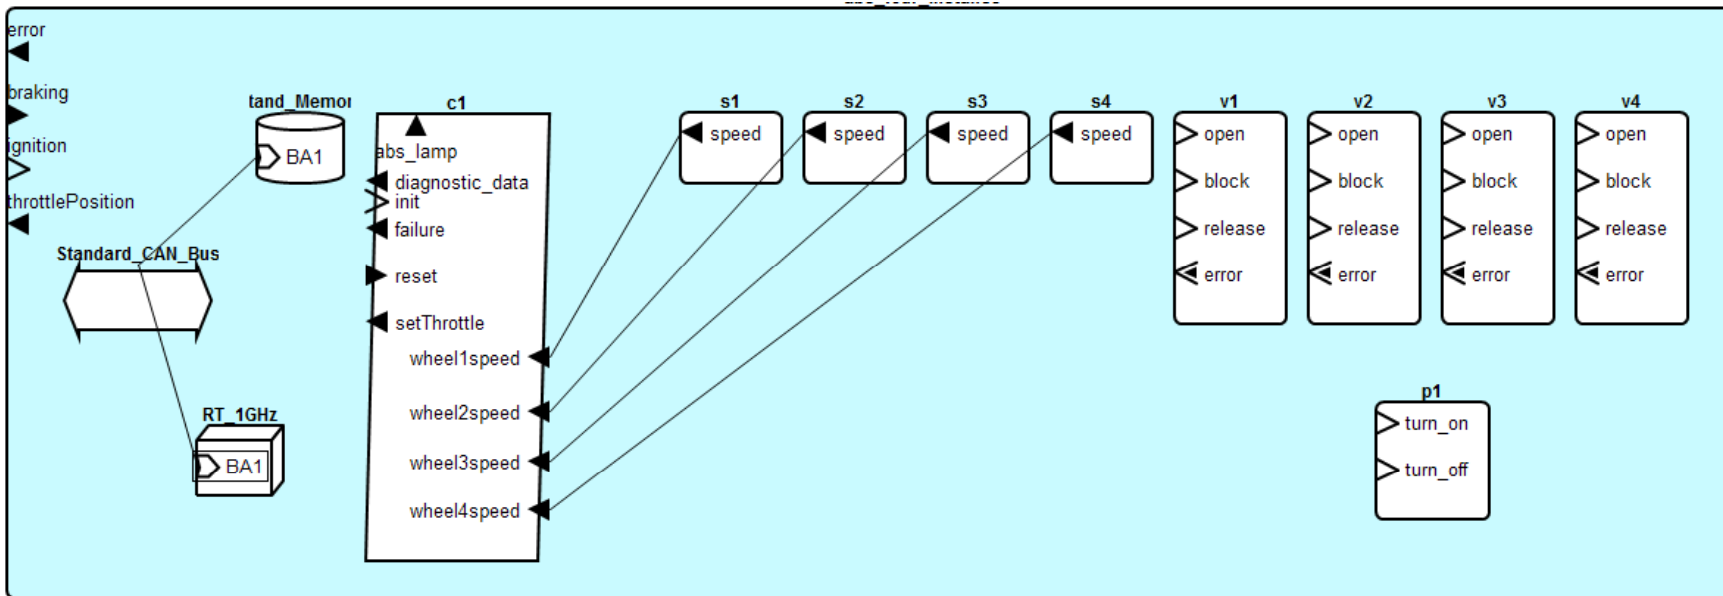 error
braking
ignition
throttlePosition
tand_Memor
BA1
Standard_CAN_Bus
RT_1GHz
BA1
c1
abs_lamp
diagnostic_data
init
failure
reset
setThrottle
wheel1speed
wheel2speed
wheel3speed
wheel4speed
s1
speed
s2
speed
s3
speed
s4
speed
v1
open
block
release
error
v2
open
block
release
error
v3
open
block
release
error
v4
open
block
release
error
p1
turn_on
turn_off